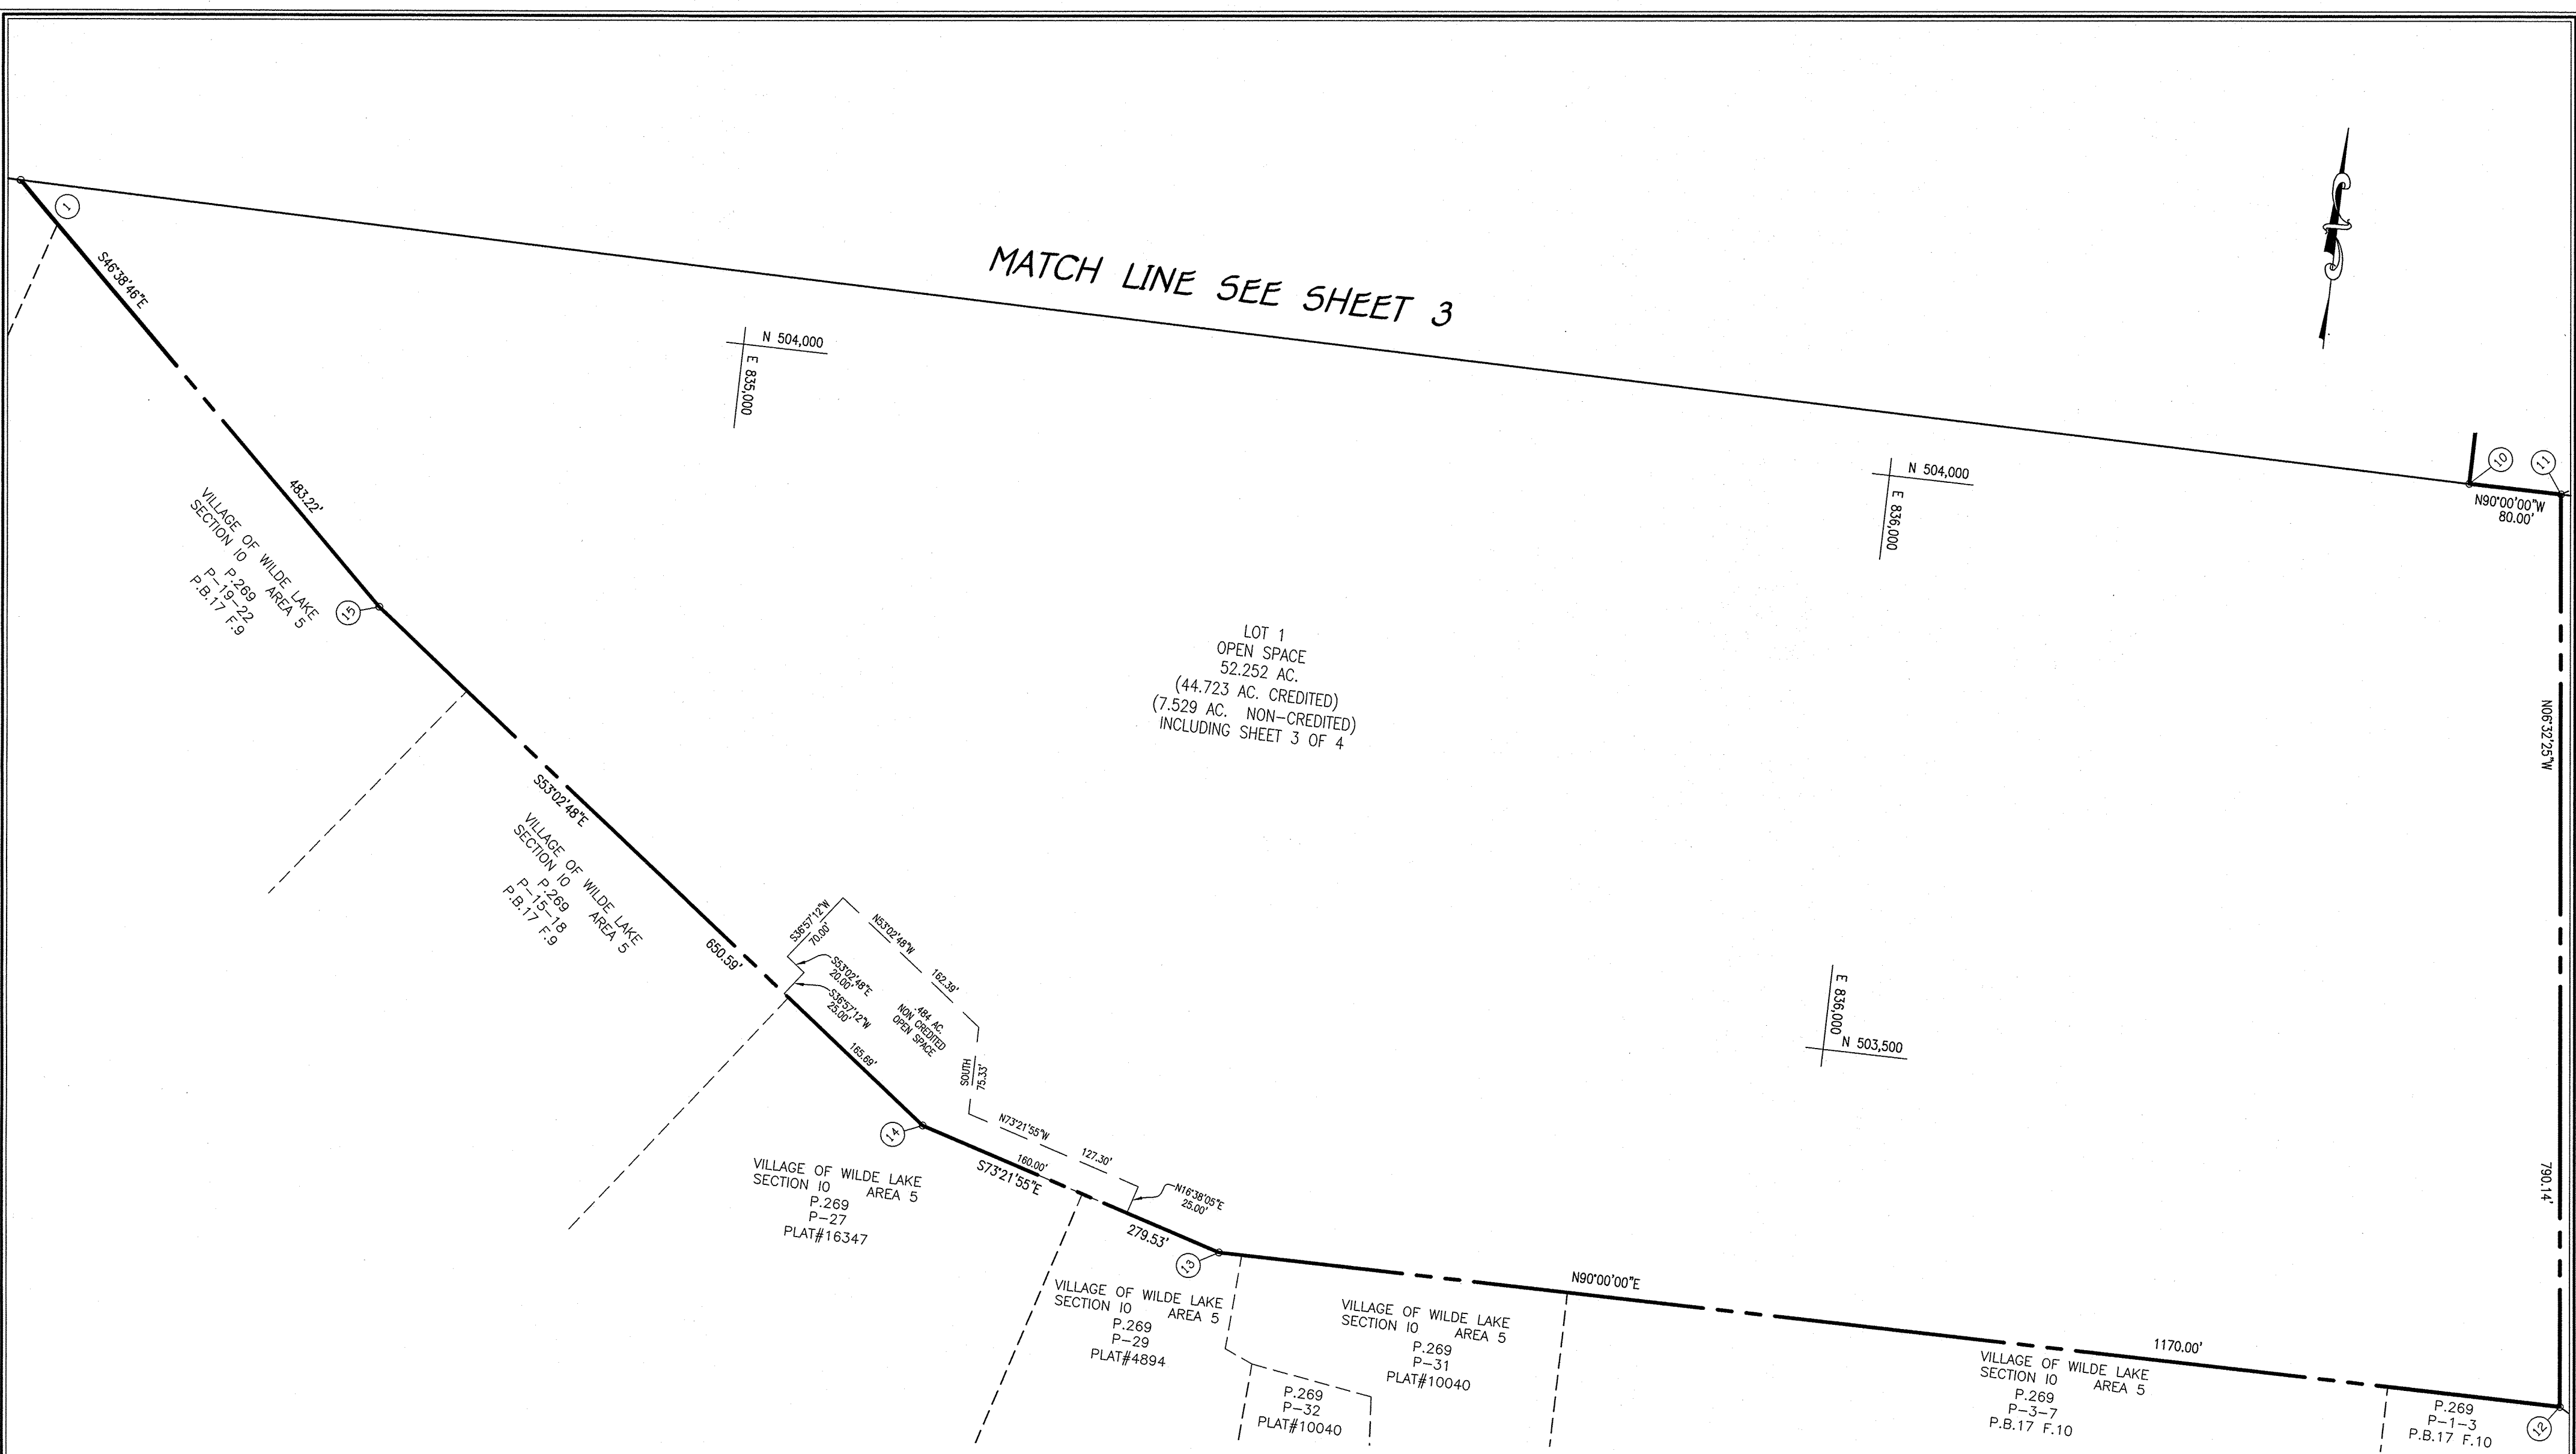 MATCH LINE SEE SHEET 3
1
S46°38'46"E
483.22'
N 504,000
E 835,000
N 504,000
E 836,000
10
11
N90°00'00"W
80.00'
VILLAGE OF WILDE LAKE
SECTION 10 AREA 5
P.269
P-19-22
P.B.17 F.9
15
LOT 1
OPEN SPACE
52.252 AC.
(44.723 AC. CREDITED)
(7.529 AC. NON-CREDITED)
INCLUDING SHEET 3 OF 4
N06°32'25"W
790.14'
S53°02'48"E
650.59'
VILLAGE OF WILDE LAKE
SECTION 10 AREA 5
P.269
P-15-18
P.B.17 F.9
S36°57'12"W
70.00'
N53°02'48"W
162.39'
S53°02'48"E
20.00'
S36°57'12"W
25.00'
.484 AC.
NON CREDITED
OPEN SPACE
165.69'
SOUTH
75.33'
E 836,000
N 503,500
14
N73°21'55"W
127.30'
160.00'
S73°21'55"E
279.53'
N16°38'05"E
25.00'
13
VILLAGE OF WILDE LAKE
SECTION 10 AREA 5
P.269
P-27
PLAT#16347
VILLAGE OF WILDE LAKE
SECTION 10 AREA 5
P.269
P-29
PLAT#4894
N90°00'00"E
1170.00'
VILLAGE OF WILDE LAKE
SECTION 10 AREA 5
P.269
P-31
PLAT#10040
P.269
P-32
PLAT#10040
VILLAGE OF WILDE LAKE
SECTION 10 AREA 5
P.269
P-3-7
P.B.17 F.10
P.269
P-1-3
P.B.17 F.10
12